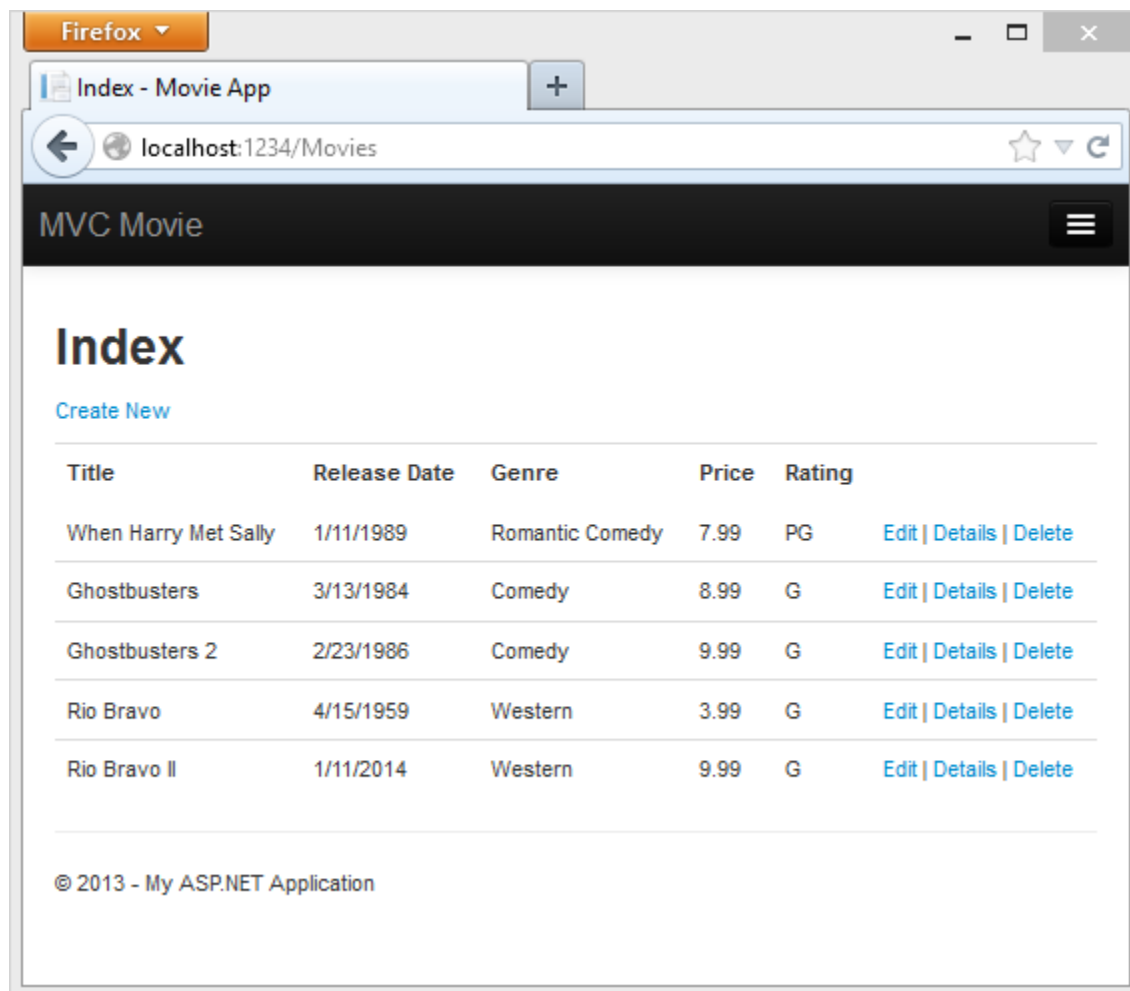 Firefox
Index - Movie App
localhost:1234/Movies
MVC Movie
Index
Create New
Title Release Date Genre Price Rating
When Harry Met Sally 1/11/1989 Romantic Comedy 7.99 PG Edit | Details | Delete
Ghostbusters 3/13/1984 Comedy 8.99 G Edit | Details | Delete
Ghostbusters 2 2/23/1986 Comedy 9.99 G Edit | Details | Delete
Rio Bravo 4/15/1959 Western 3.99 G Edit | Details | Delete
Rio Bravo II 1/11/2014 Western 9.99 G Edit | Details | Delete
© 2013 - My ASP.NET Application